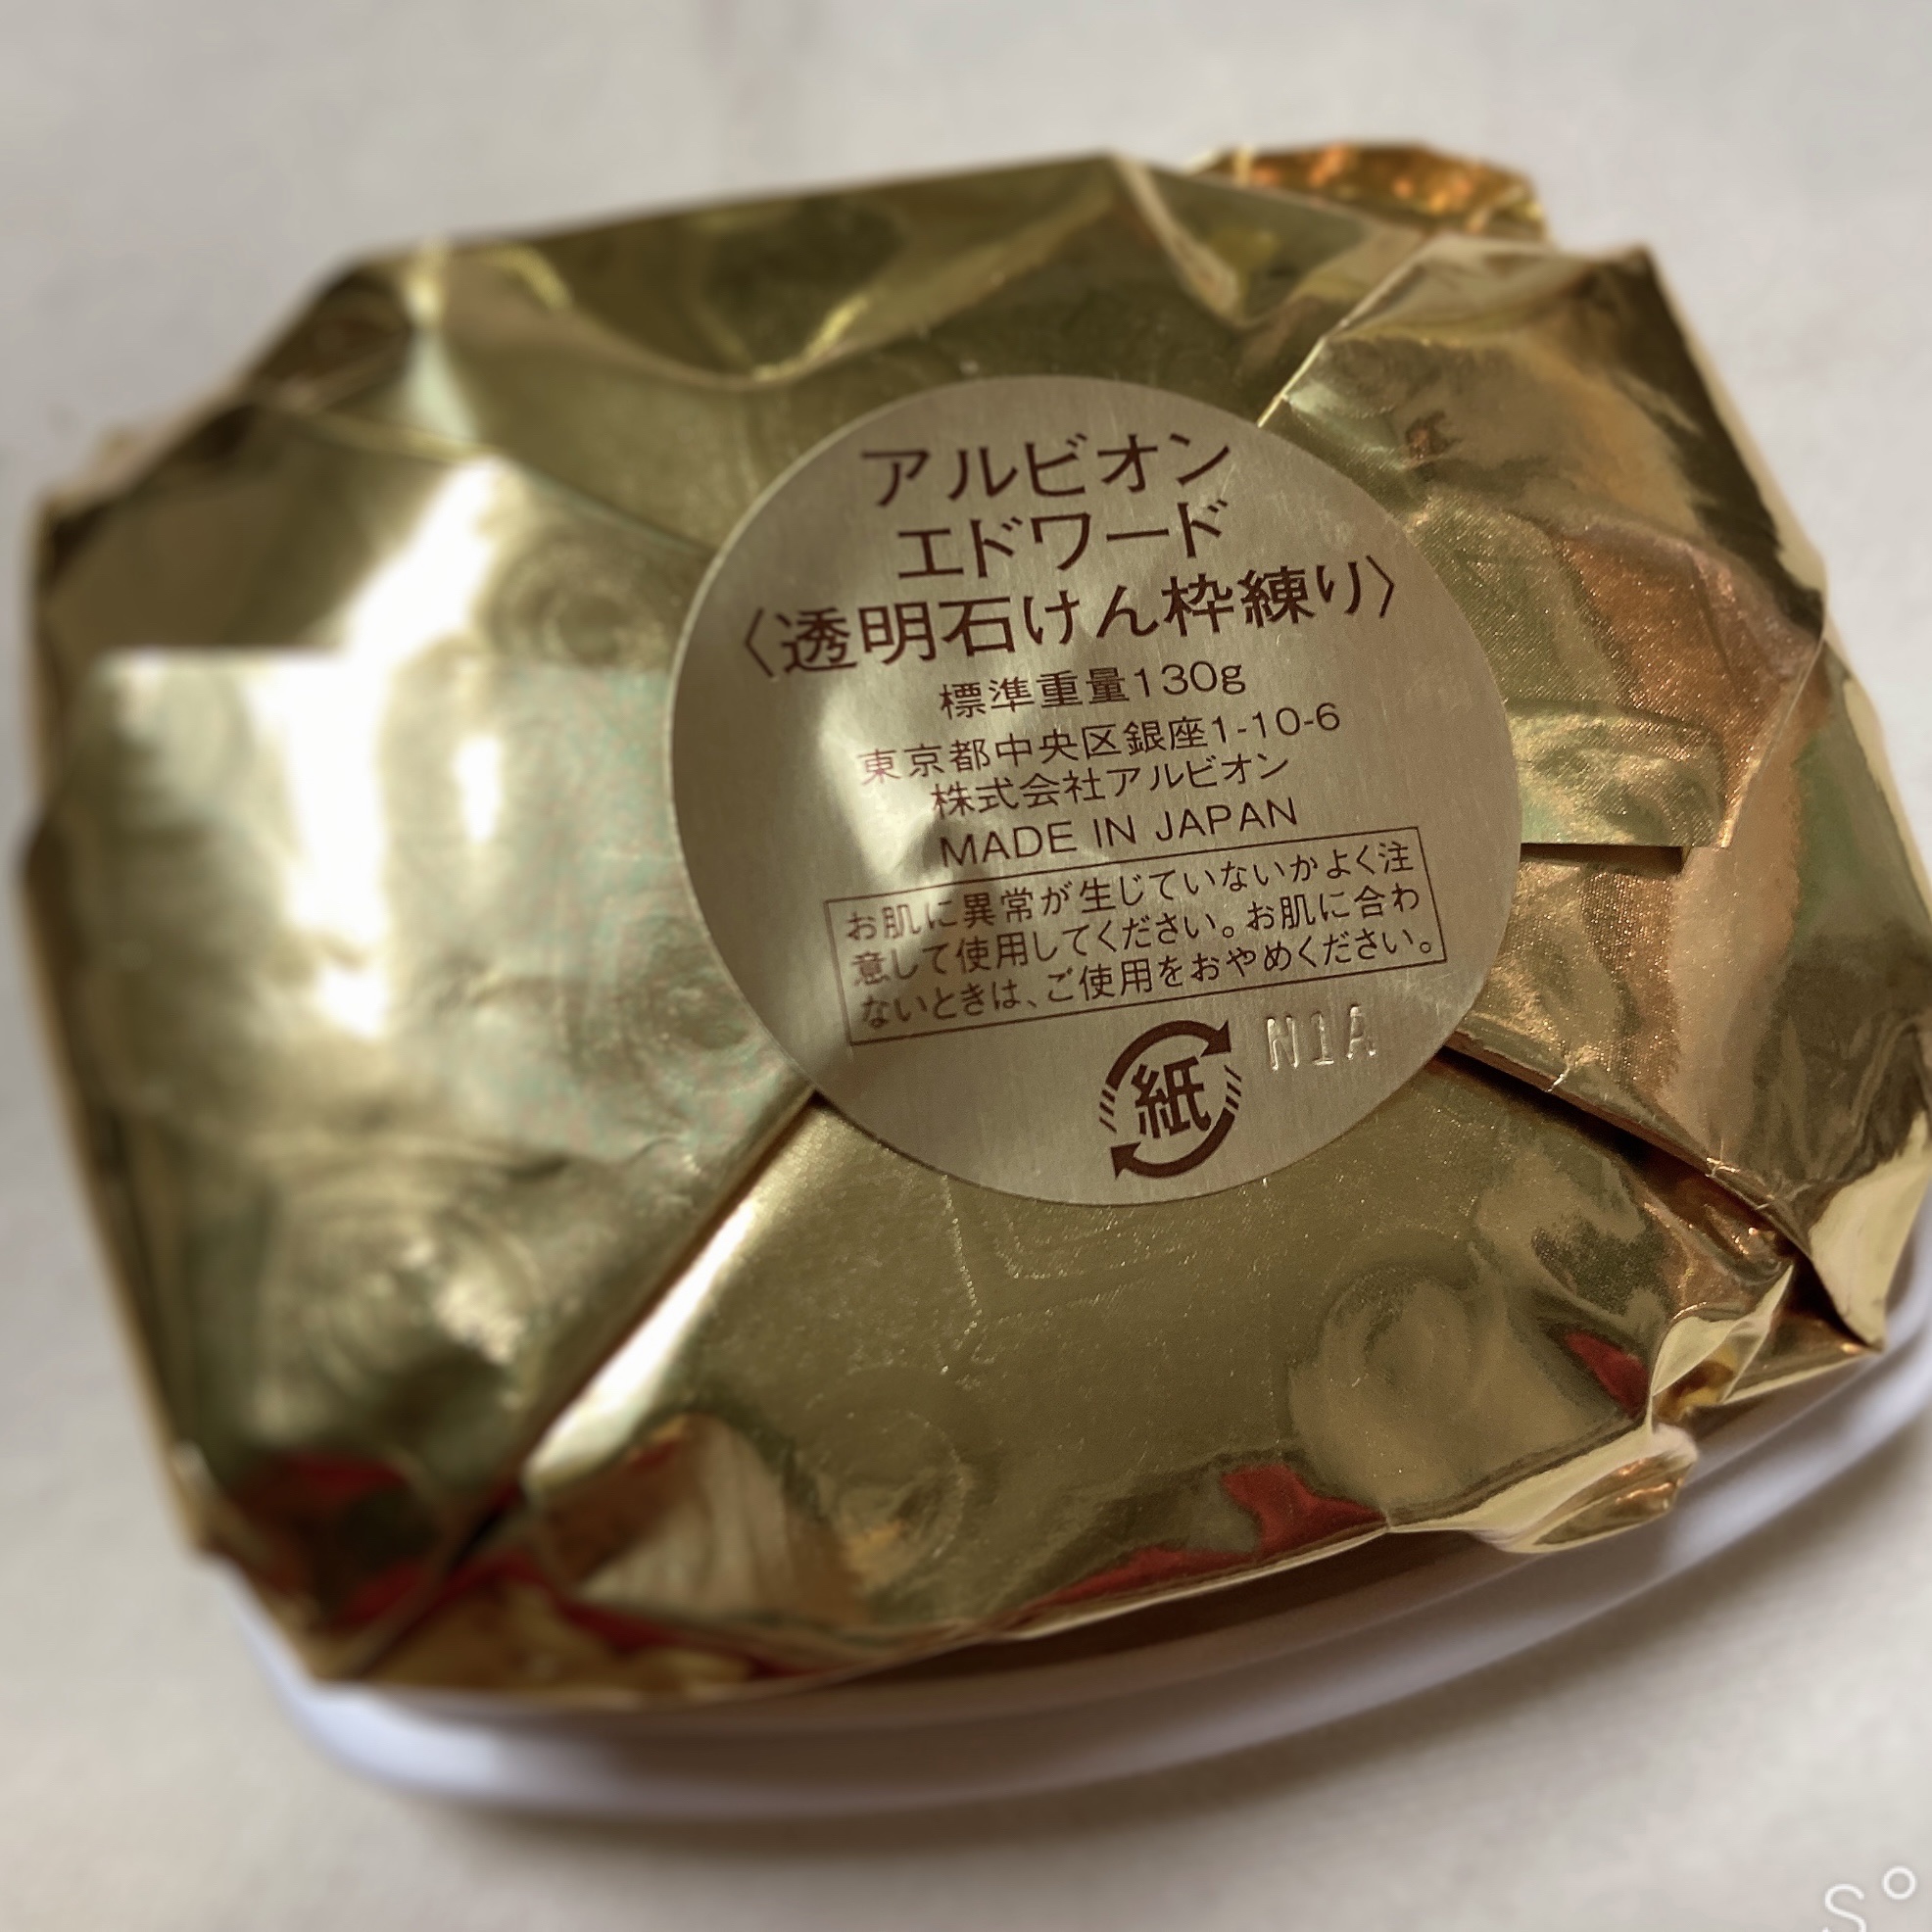 アルビオン
エドワード
〈透明石けん枠練り〉
標準重量130g
東京都中央区銀座1-10-6
株式会社アルビオン
MADE IN JAPAN
お肌に異常が生じていないかよく注
意して使用してください。お肌に合わ
ないときは、ご使用をおやめください。
紙
N1A
S°